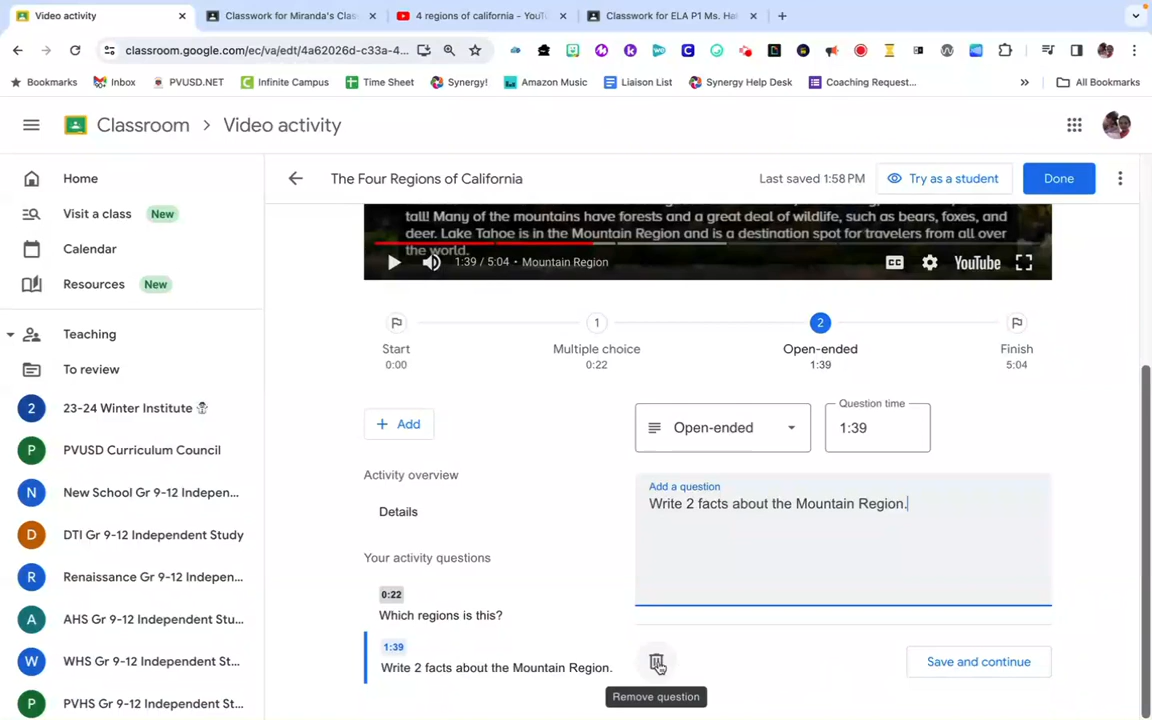 Video activity
Classwork for Miranda's Clas
4 regions of california - YouTu
Classwork for ELA P1 Ms. Ha
classroom.google.com/ec/va/edt/4a62026d-c33a-4...
Bookmarks
Inbox
PVUSD.NET
Infinite Campus
Time Sheet
Synergy!
Amazon Music
Liaison List
Synergy Help Desk
Coaching Request...
All Bookmarks
Classroom > Video activity
Home
Visit a class New
Calendar
Resources New
Teaching
To review
2 23-24 Winter Institute ☃
P PVUSD Curriculum Council
N New School Gr 9-12 Indepen...
D DTI Gr 9-12 Independent Study
R Renaissance Gr 9-12 Indepen...
A AHS Gr 9-12 Independent Stu...
W WHS Gr 9-12 Independent St...
P PVHS Gr 9-12 Independent St...
The Four Regions of California
Last saved 1:58 PM
Try as a student
Done
tall! Many of the mountains have forests and a great deal of wildlife, such as bears, foxes, and
deer. Lake Tahoe is in the Mountain Region and is a destination spot for travelers from all over
the world.
1:39 / 5:04 • Mountain Region
CC
YouTube
1
2
Start
Multiple choice
Open-ended
Finish
0:00
0:22
1:39
5:04
+ Add
Open-ended
Question time
1:39
Activity overview
Details
Your activity questions
0:22
Which regions is this?
1:39
Write 2 facts about the Mountain Region.
Add a question
Write 2 facts about the Mountain Region.
Save and continue
Remove question